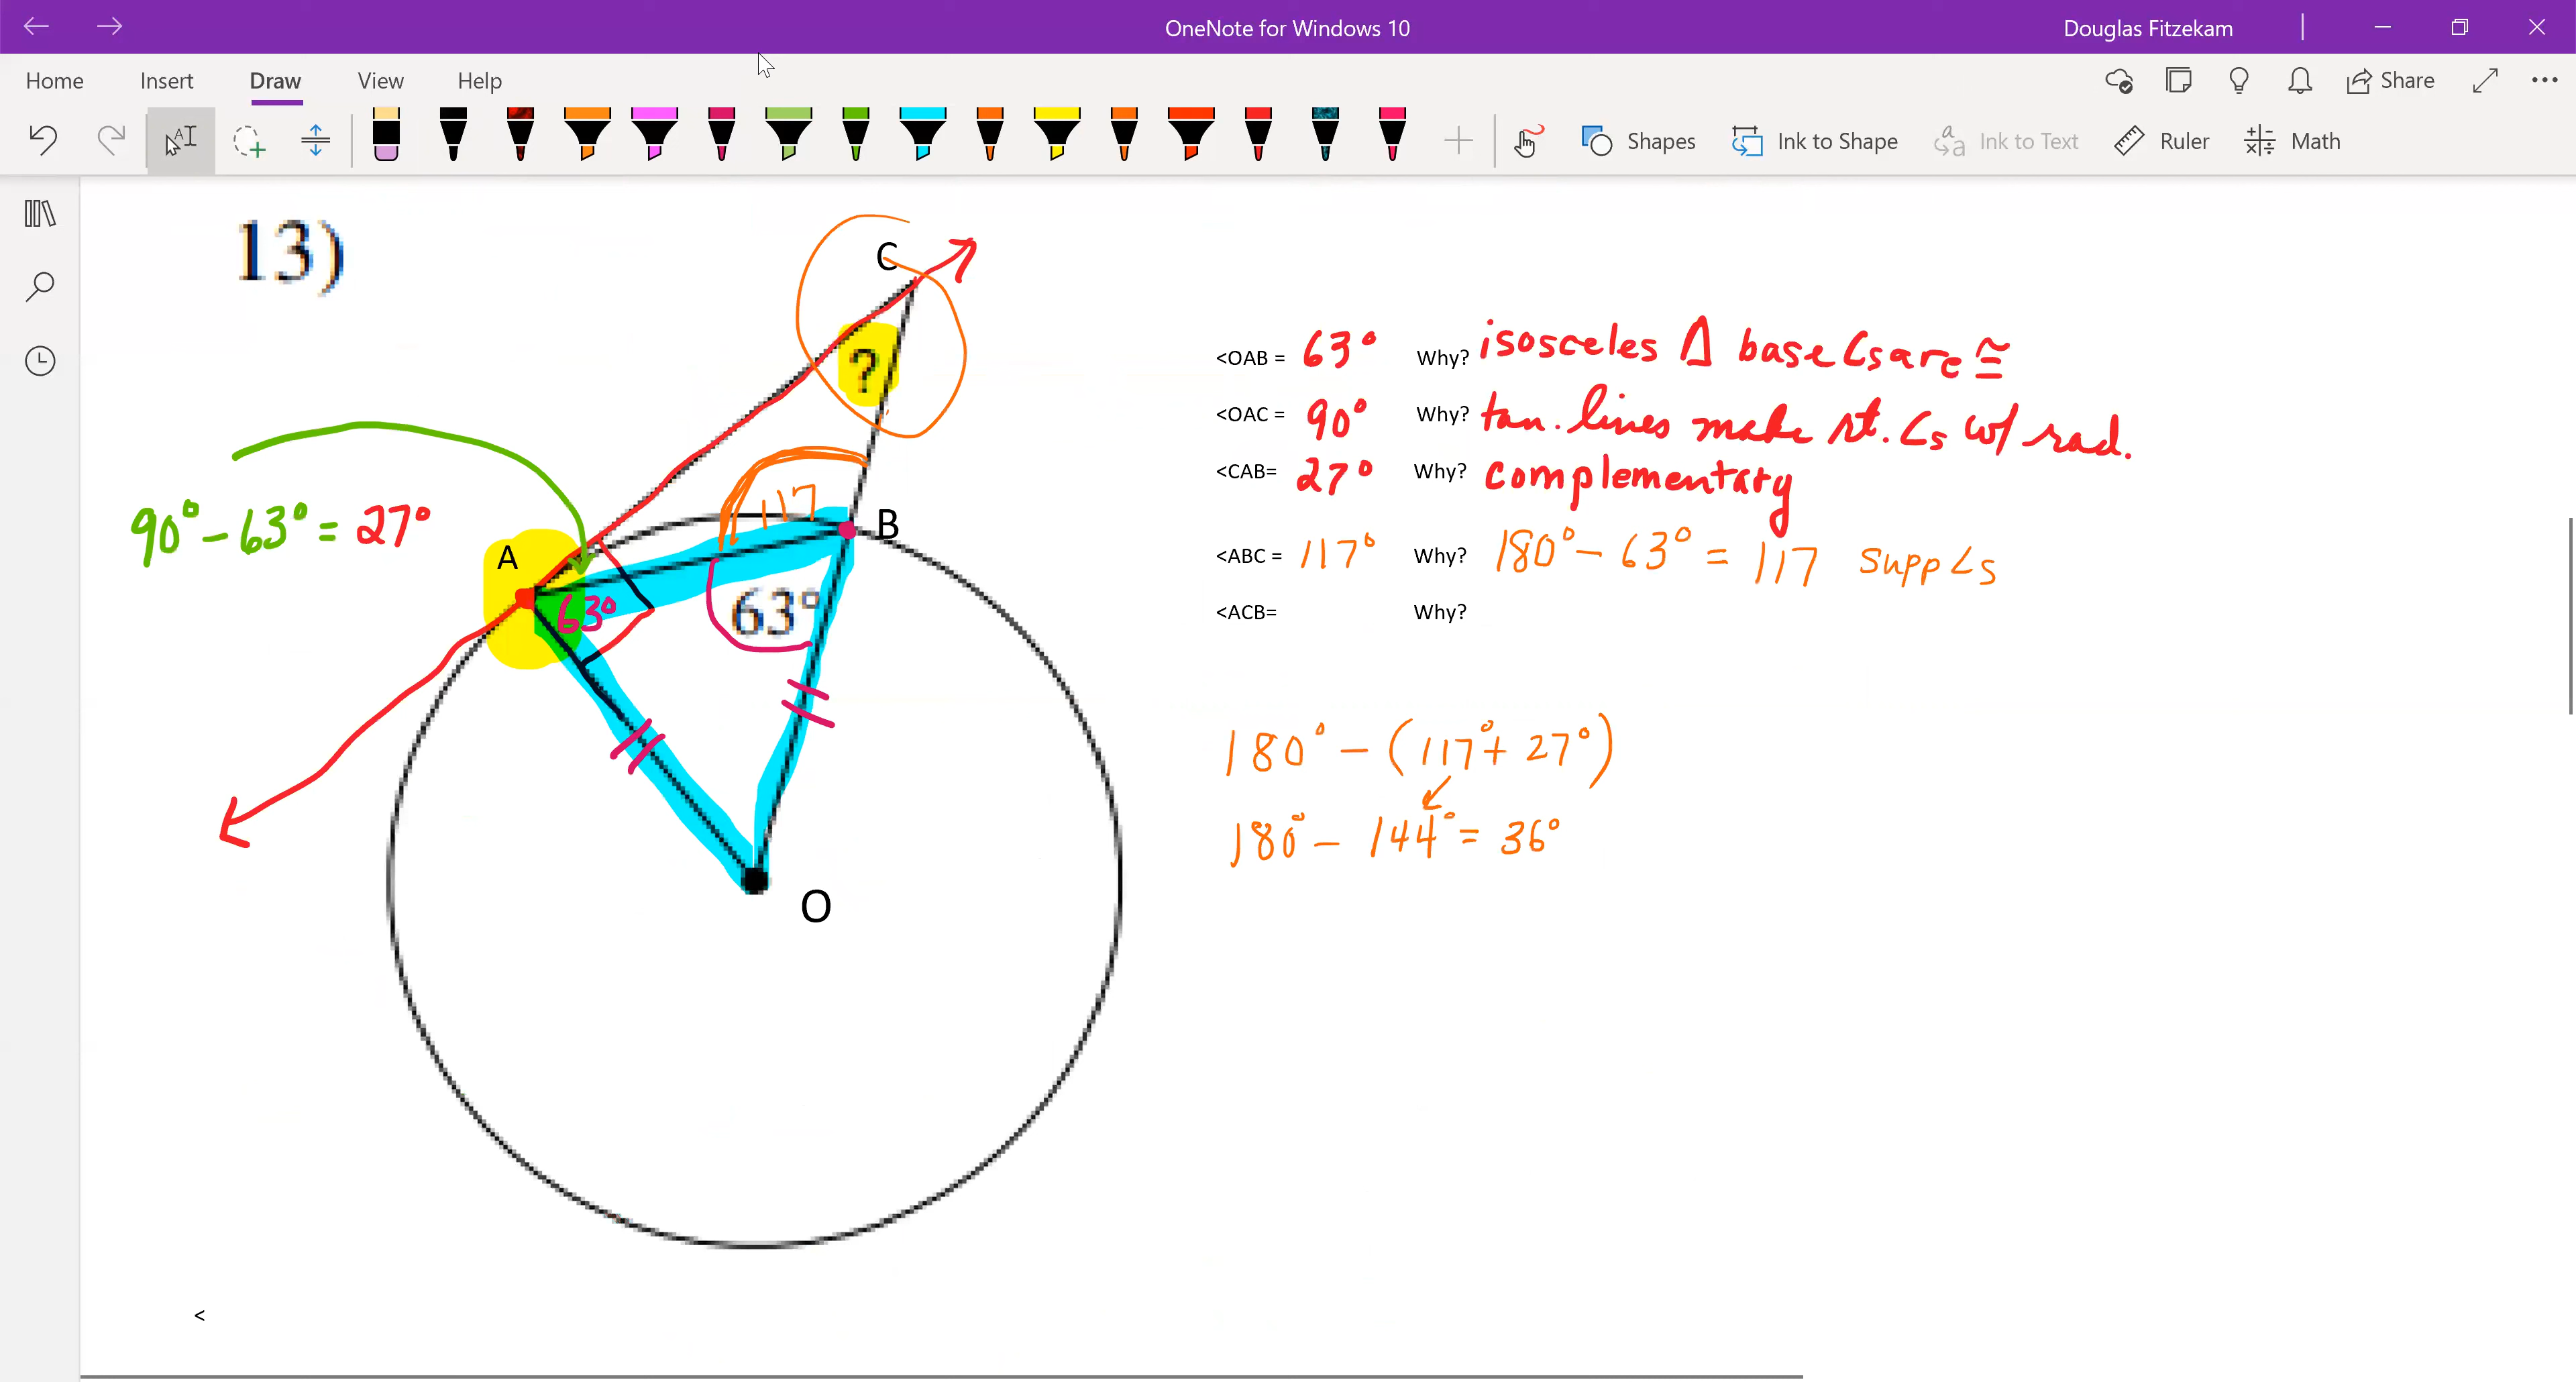 OneNote for Windows 10
Douglas Fitzekam
Home Insert Draw View Help
Share
Shapes Ink to Shape Ink to Text Ruler Math
13)
C
?
<OAB = 63° Why? isosceles Δ base <s are ≅
<OAC = 90° Why? tan. lines make rt. <s w/ rad.
<CAB= 27° Why? complementary
117
B
90° - 63° = 27°
<ABC = 117° Why? 180° - 63° = 117 supp <s
A
63°
63°
<ACB= Why?
180° - (117° + 27°)
180° - 144° = 36°
O
<